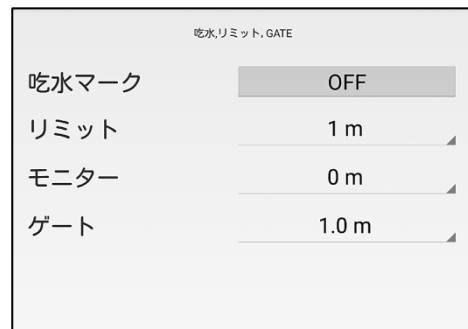 吃水,リミット, GATE
吃水マーク OFF
リミット 1 m
モニター 0 m
ゲート 1.0 m